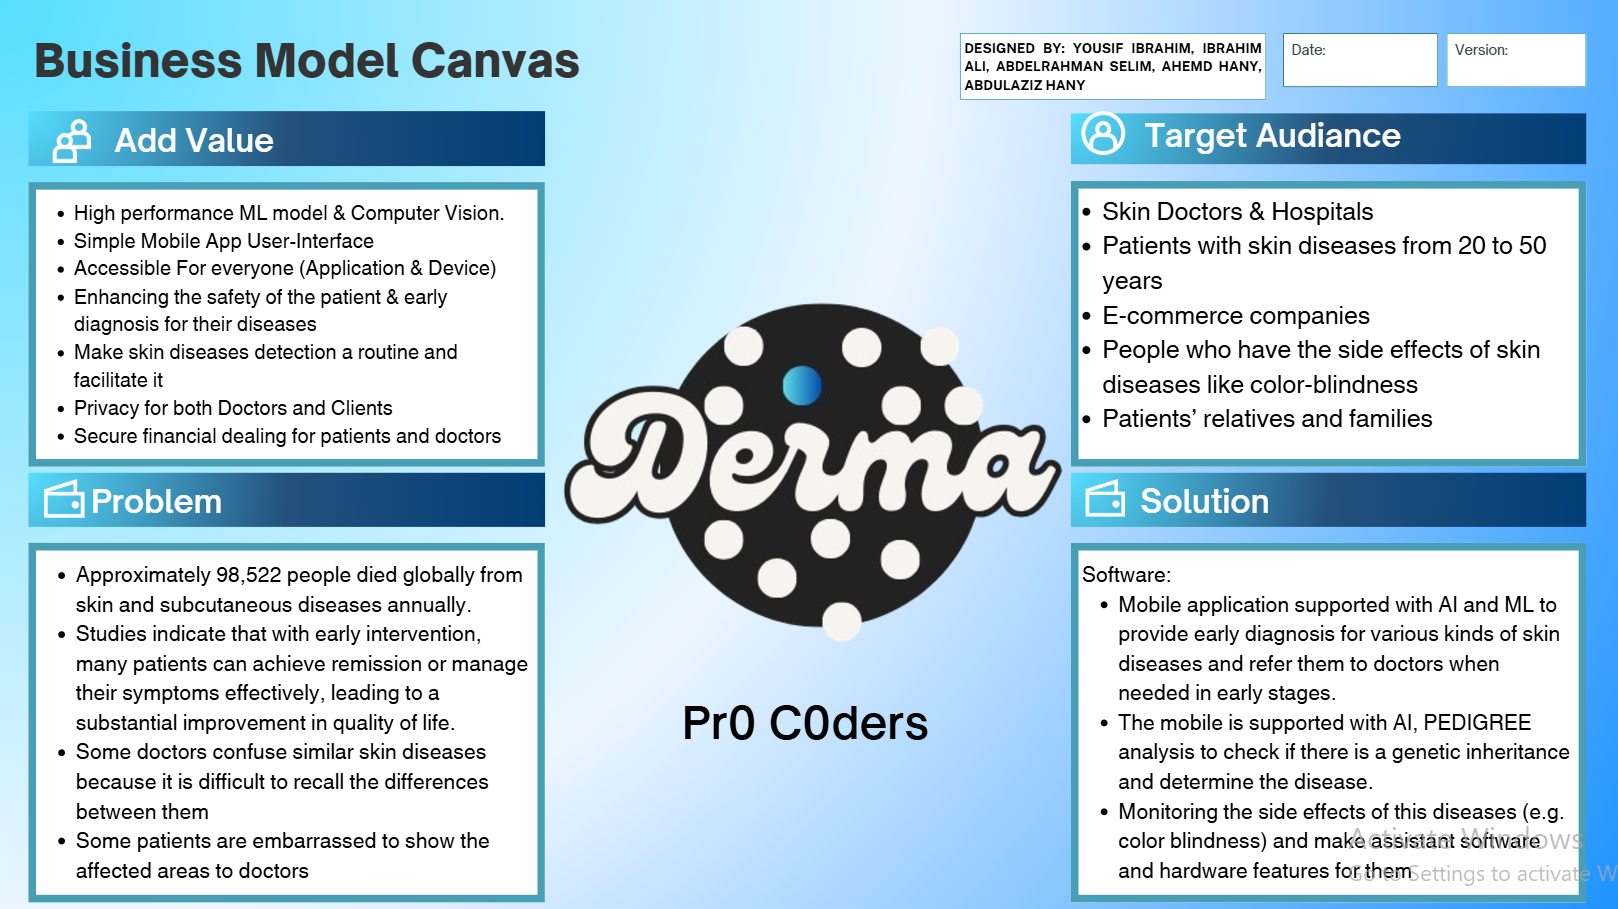 Business Model Canvas
DESIGNED BY: YOUSIF IBRAHIM, IBRAHIM
ALI, ABDELRAHMAN SELIM, AHEMD HANY,
ABDULAZIZ HANY
Date:
Version:
Add Value
• High performance ML model & Computer Vision.
• Simple Mobile App User-Interface
• Accessible For everyone (Application & Device)
• Enhancing the safety of the patient & early
diagnosis for their diseases
• Make skin diseases detection a routine and
facilitate it
• Privacy for both Doctors and Clients
• Secure financial dealing for patients and doctors
Problem
• Approximately 98,522 people died globally from
skin and subcutaneous diseases annually.
• Studies indicate that with early intervention,
many patients can achieve remission or manage
their symptoms effectively, leading to a
substantial improvement in quality of life.
• Some doctors confuse similar skin diseases
because it is difficult to recall the differences
between them
• Some patients are embarrassed to show the
affected areas to doctors
Derma
Pr0 C0ders
Target Audiance
• Skin Doctors & Hospitals
• Patients with skin diseases from 20 to 50
years
• E-commerce companies
• People who have the side effects of skin
diseases like color-blindness
• Patients’ relatives and families
Solution
Software:
• Mobile application supported with AI and ML to
provide early diagnosis for various kinds of skin
diseases and refer them to doctors when
needed in early stages.
• The mobile is supported with AI, PEDIGREE
analysis to check if there is a genetic inheritance
and determine the disease.
• Monitoring the side effects of this diseases (e.g.
color blindness) and make assistant software
and hardware features for them
Activate Windows
Go to Settings to activate W